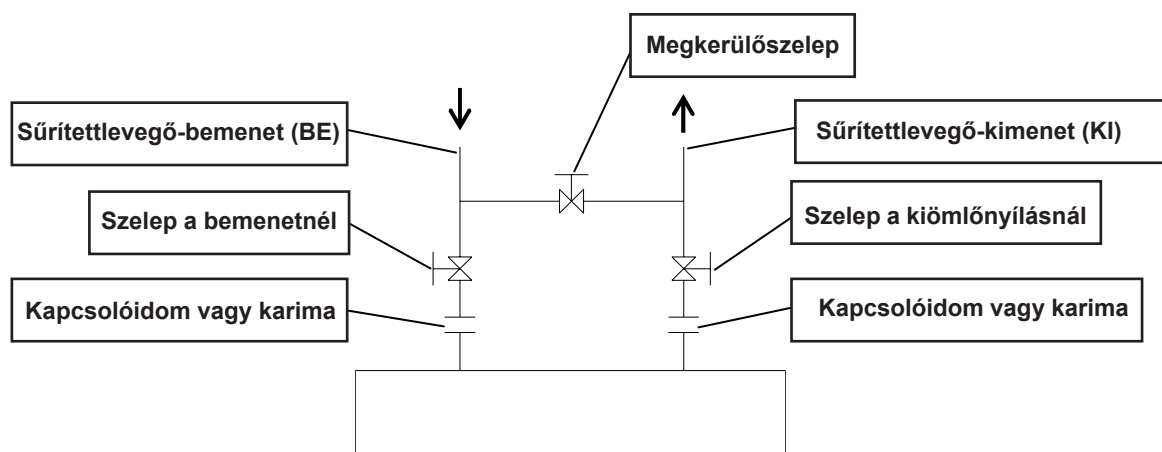 Megkerülőszelep
Sűrítettlevegő-bemenet (BE)
Sűrítettlevegő-kimenet (KI)
Szelep a bemenetnél
Szelep a kiömlőnyílásnál
Kapcsolóidom vagy karima
Kapcsolóidom vagy karima